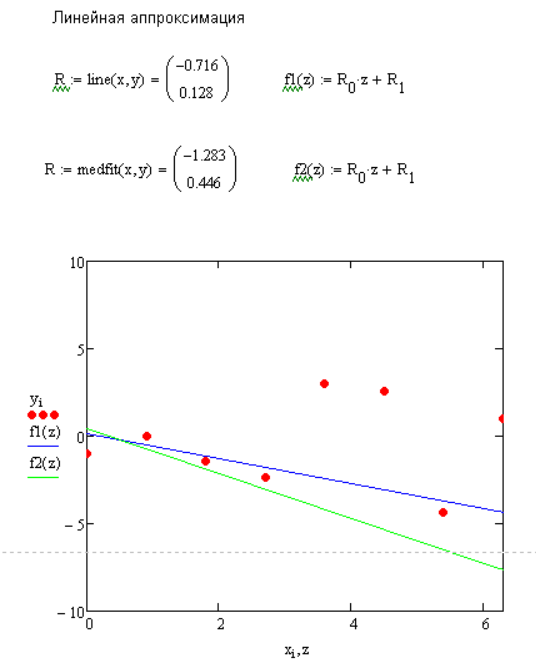 Линейная аппроксимация
R := line(x,y) = (−0.716 0.128) f1(z) := R0·z + R1
R := medfit(x,y) = (−1.283 0.446) f2(z) := R0·z + R1
10
5
0
−5
−10
yi
f1(z)
f2(z)
0 2 4 6
xi,z